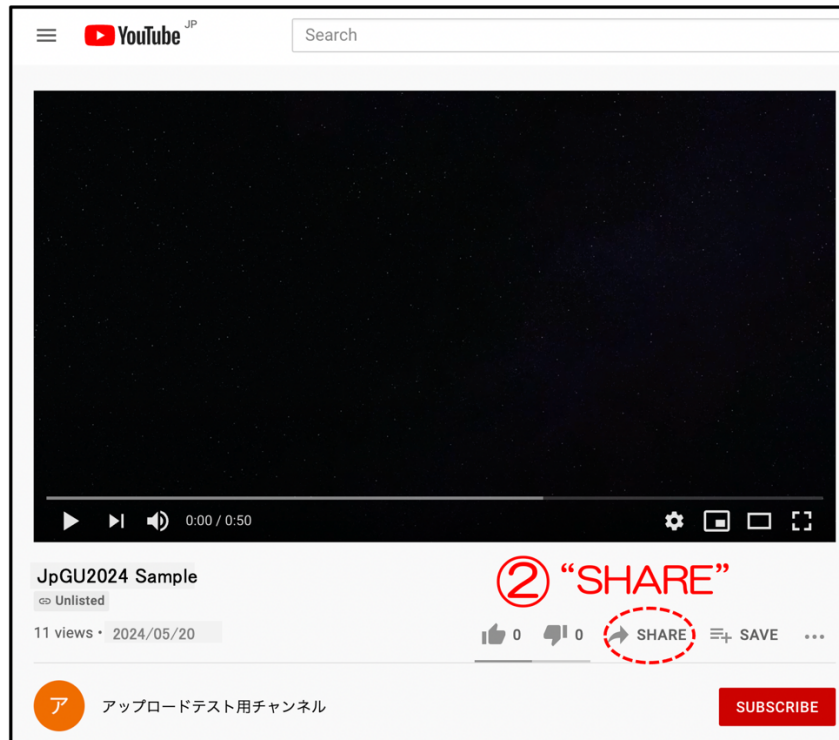 YouTube JP
Search
0:00 / 0:50
JpGU2024 Sample
② “SHARE”
Unlisted
11 views • 2024/05/20
0 0 SHARE SAVE ...
ア アップロードテスト用チャンネル SUBSCRIBE